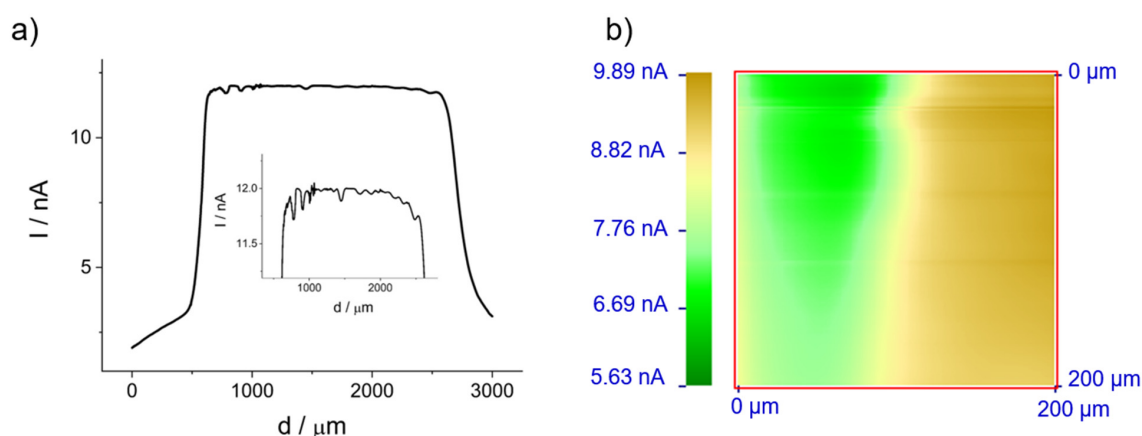 a)
I / nA
10
5
0
1000
2000
3000
d / μm
I / nA
12.0
11.5
1000
2000
d / μm
b)
9.89 nA
8.82 nA
7.76 nA
6.69 nA
5.63 nA
0 μm
200 μm
0 μm
200 μm